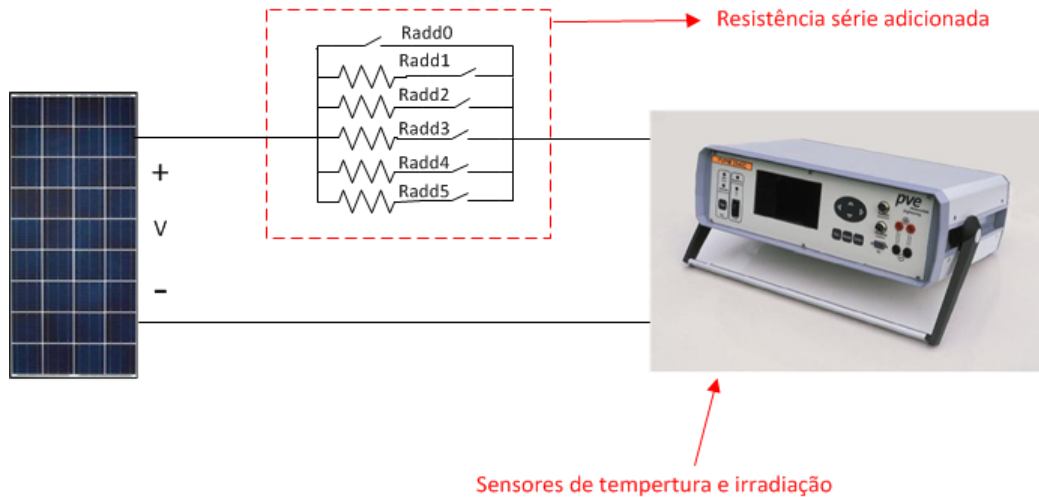 Resistência série adicionada
Radd0
Radd1
Radd2
Radd3
Radd4
Radd5
+
v
-
pve
Sensores de tempertura e irradiação